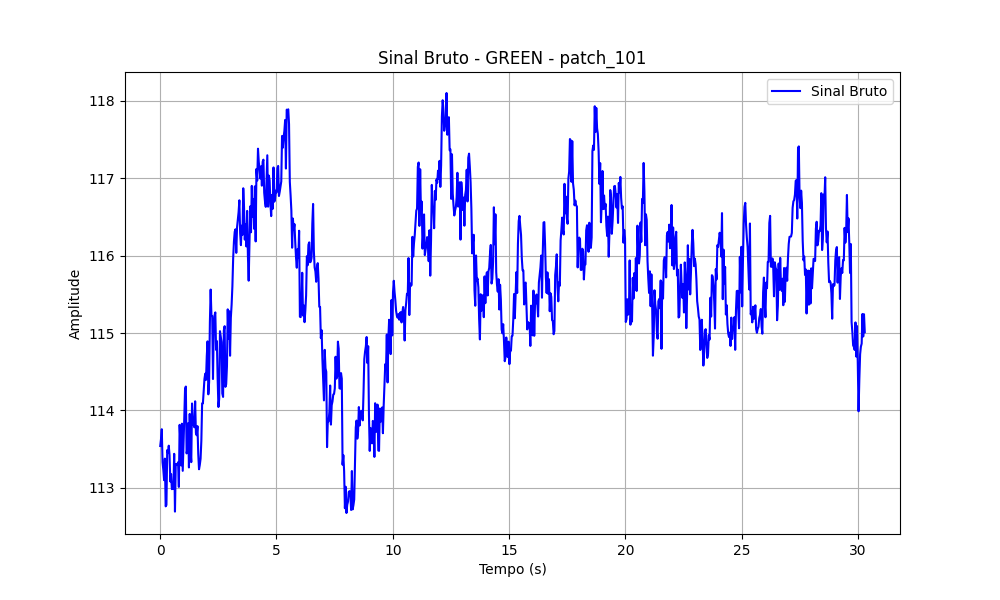 Sinal Bruto - GREEN - patch_101
Sinal Bruto
118
117
116
115
114
113
Amplitude
0 5 10 15 20 25 30
Tempo (s)